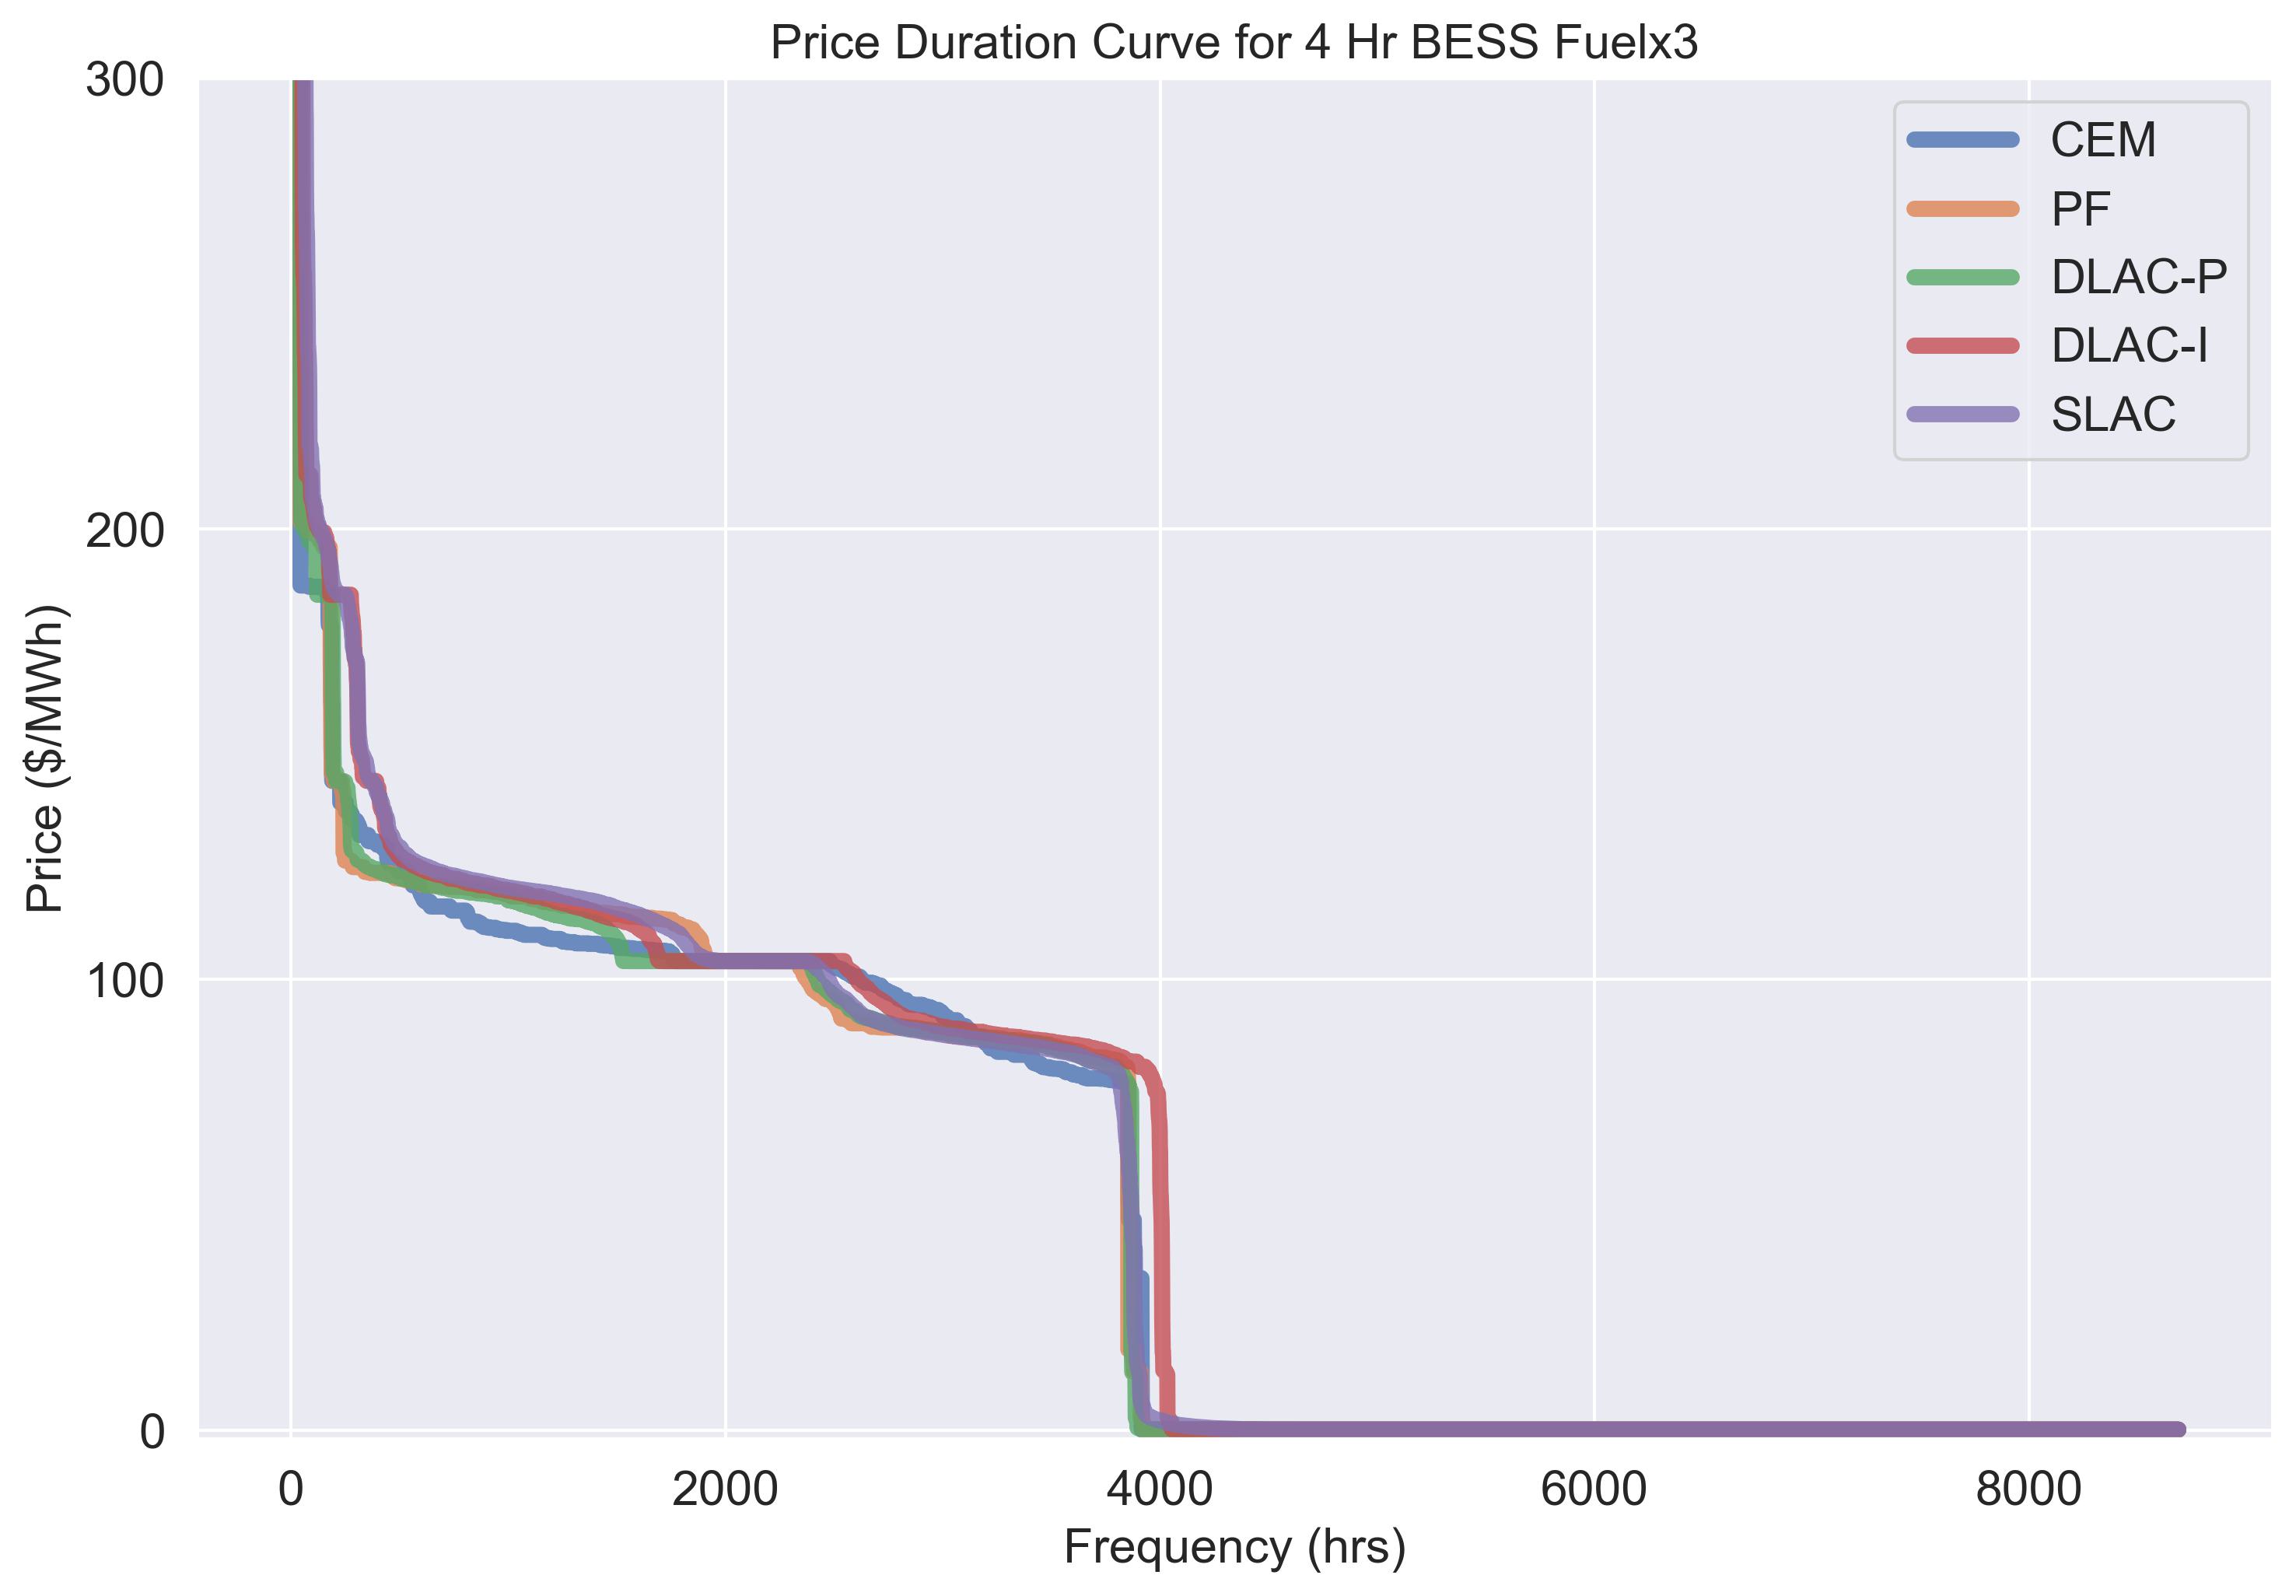 Price Duration Curve for 4 Hr BESS Fuelx3
300
200
100
0
Price ($/MWh)
CEM
PF
DLAC-P
DLAC-I
SLAC
0 2000 4000 6000 8000
Frequency (hrs)